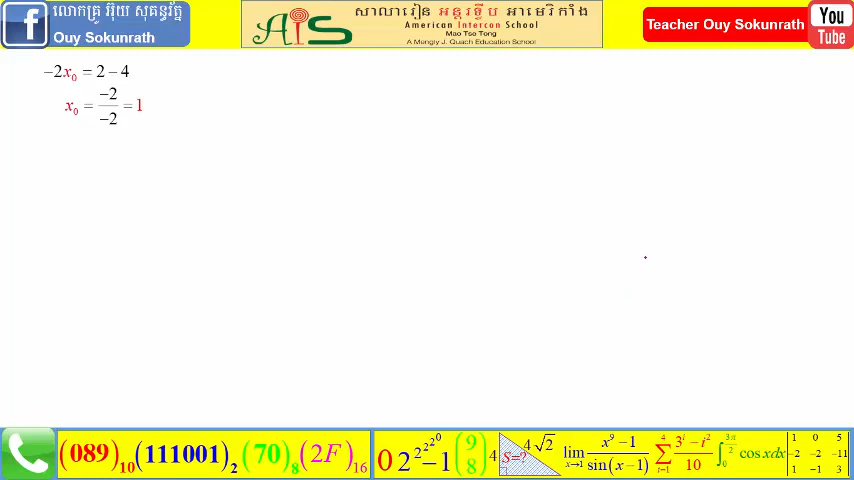 លោកគ្រូ អ៊ុយ សុគន្ធរ័ត្ន
Ouy Sokunrath
AiS
សាលារៀន អន្តរទ្វីប អាមេរិកាំង
American Intercon School
Mao Tse Tong
A Mengly J. Quach Education School
Teacher Ouy Sokunrath
You
Tube
−2x₀ = 2 − 4
x₀ = −2/−2 = 1
(089)₁₀ (111001)₂ (70)₈ (2F)₁₆
0 2^2^2^2^0 −1 (9 8) 4 S=? 4√2 lim x→1 x⁹−1/sin(x−1) ∑ i=1 4 3ⁱ−i²/10 ∫₀^3π/2 cos xdx |1 0 5
−2 −2 −11
1 −1 3|